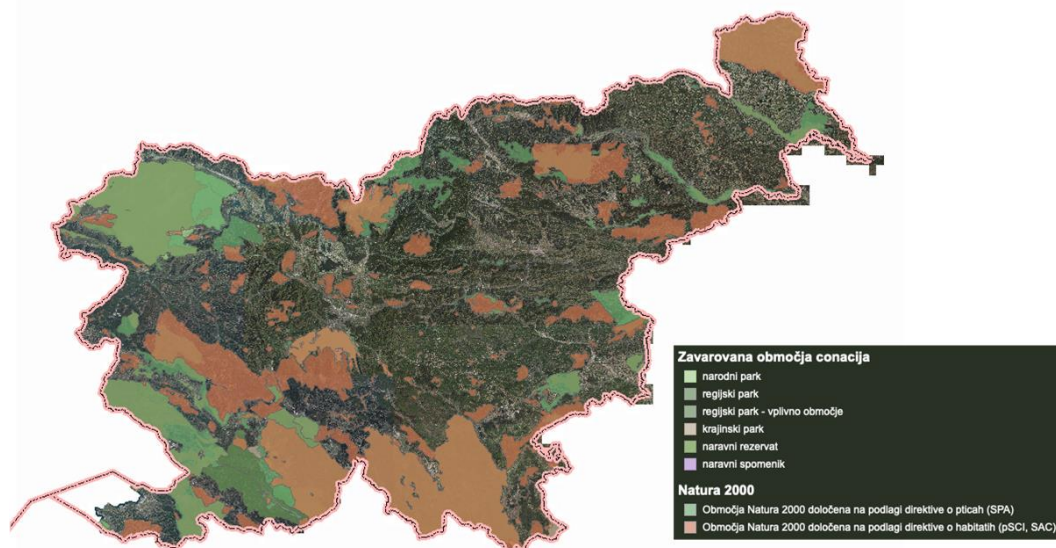 Zavarovana območja conacija
narodni park
regijski park
regijski park - vplivno območje
krajinski park
naravni rezervat
naravni spomenik
Natura 2000
Območja Natura 2000 določena na podlagi direktive o pticah (SPA)
Območja Natura 2000 določena na podlagi direktive o habitatih (pSCI, SAC)